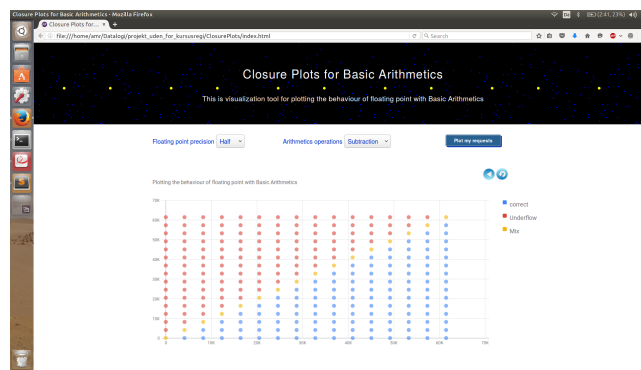 Closure Plots for Basic Arithmetics - Mozilla Firefox
De
(2:41, 23%)
Closure Plots for... × +
file:///home/amr/Datalogi/projekt_uden_for_kursusregi/ClosurePlots/index.html
Search
Closure Plots for Basic Arithmetics
This is visualization tool for plotting the behaviour of floating point with Basic Arithmetics
Floating point precision Half Arithmetics operations Subtraction Plot my requests
Plotting the behaviour of floating point with Basic Arithmetics
70K
60K
50K
40K
30K
20K
10K
0
0 10K 20K 30K 40K 50K 60K 70K
correct
Underflow
Mix